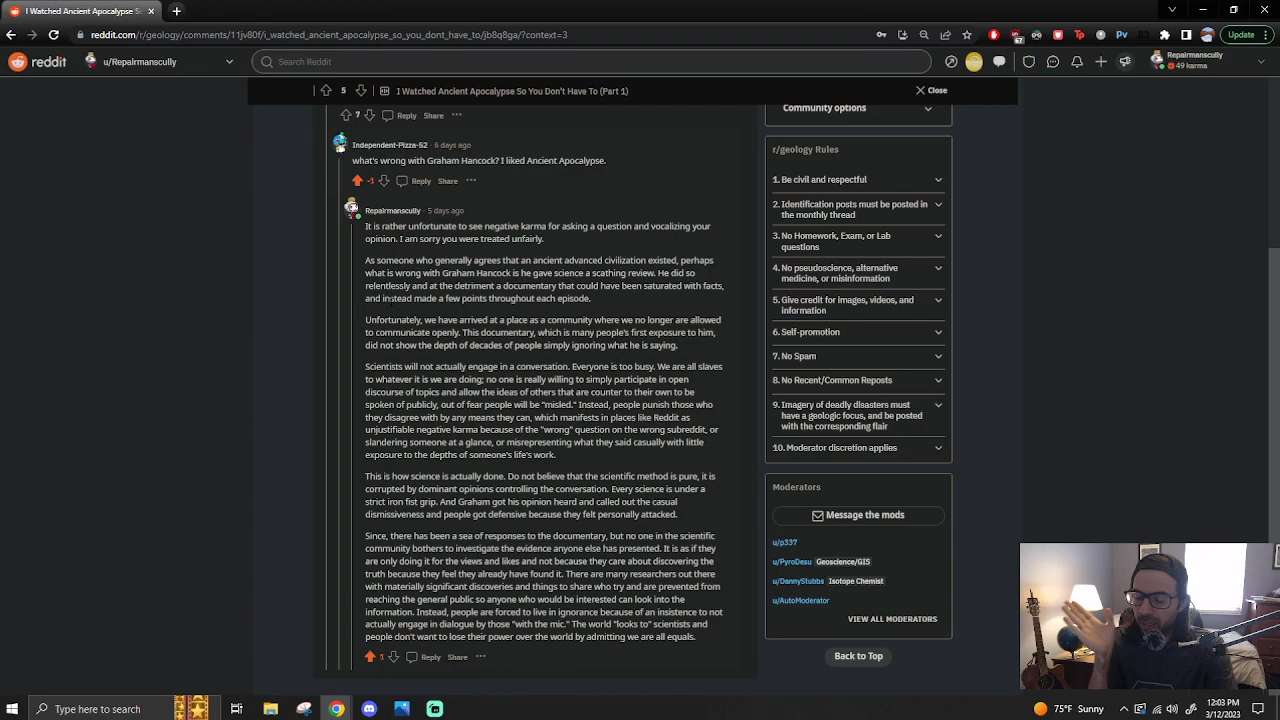 I Watched Ancient Apocalypse S
reddit.com/r/geology/comments/11jv80f/i_watched_ancient_apocalypse_so_you_dont_have_to/jb8q8ga/?context=3
67
Tp
Pv
83
Update
reddit
u/Repairmanscully
Search Reddit
Repairmanscully
49 karma
5
I Watched Ancient Apocalypse So You Don't Have To (Part 1)
Close
7
Reply
Share
Independent-Pizza-52 · 6 days ago
what's wrong with Graham Hancock? I liked Ancient Apocalypse.
-1
Reply
Share
Repairmanscully · 5 days ago
It is rather unfortunate to see negative karma for asking a question and vocalizing your
opinion. I am sorry you were treated unfairly.
As someone who generally agrees that an ancient advanced civilization existed, perhaps
what is wrong with Graham Hancock is he gave science a scathing review. He did so
relentlessly and at the detriment a documentary that could have been saturated with facts,
and instead made a few points throughout each episode.
Unfortunately, we have arrived at a place as a community where we no longer are allowed
to communicate openly. This documentary, which is many people's first exposure to him,
did not show the depth of decades of people simply ignoring what he is saying.
Scientists will not actually engage in a conversation. Everyone is too busy. We are all slaves
to whatever it is we are doing; no one is really willing to simply participate in open
discourse of topics and allow the ideas of others that are counter to their own to be
spoken of publicly, out of fear people will be "misled." Instead, people punish those who
they disagree with by any means they can, which manifests in places like Reddit as
unjustifiable negative karma because of the "wrong" question on the wrong subreddit, or
slandering someone at a glance, or misrepresenting what they said casually with little
exposure to the depths of someone's life's work.
This is how science is actually done. Do not believe that the scientific method is pure, it is
corrupted by dominant opinions controlling the conversation. Every science is under a
strict iron fist grip. And Graham got his opinion heard and called out the casual
dismissiveness and people got defensive because they felt personally attacked.
Since, there has been a sea of responses to the documentary, but no one in the scientific
community bothers to investigate the evidence anyone else has presented. It is as if they
are only doing it for the views and likes and not because they care about discovering the
truth because they feel they already have found it. There are many researchers out there
with materially significant discoveries and things to share who try and are prevented from
reaching the general public so anyone who would be interested can look into the
information. Instead, people are forced to live in ignorance because of an insistence to not
actually engage in dialogue by those "with the mic." The world "looks to" scientists and
people don't want to lose their power over the world by admitting we are all equals.
1
Reply
Share
Community options
r/geology Rules
1. Be civil and respectful
2. Identification posts must be posted in
the monthly thread
3. No Homework, Exam, or Lab
questions
4. No pseudoscience, alternative
medicine, or misinformation
5. Give credit for images, videos, and
information
6. Self-promotion
7. No Spam
8. No Recent/Common Reposts
9. Imagery of deadly disasters must
have a geologic focus, and be posted
with the corresponding flair
10. Moderator discretion applies
Moderators
Message the mods
u/p337
u/PyroDesu Geoscience/GIS
u/DannyStubbs Isotope Chemist
u/AutoModerator
VIEW ALL MODERATORS
Back to Top
Type here to search
75°F Sunny
12:03 PM
3/12/2023